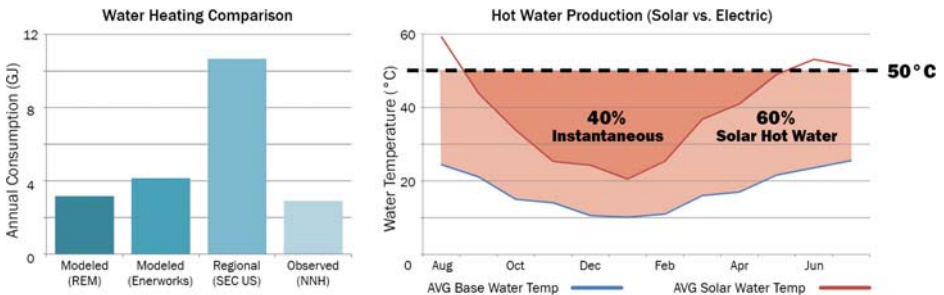 Water Heating Comparison
Annual Consumption (GJ)
12
8
4
0
Modeled
(REM)
Modeled
(Enerworks)
Regional
(SEC US)
Observed
(NNH)
Hot Water Production (Solar vs. Electric)
Water Temperature (°C)
60
40
20
0
50°C
40%
Instantaneous
60%
Solar Hot Water
Aug
Oct
Dec
Feb
Apr
Jun
AVG Base Water Temp
AVG Solar Water Temp